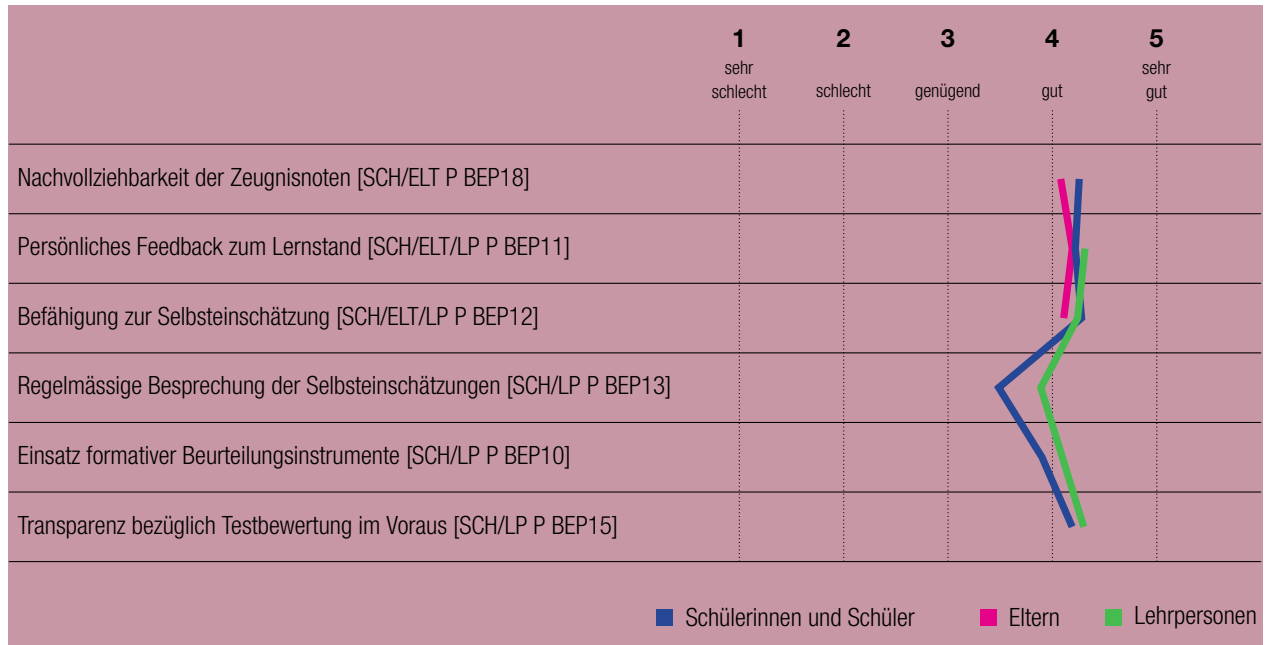 1 2 3 4 5
sehr schlecht schlecht genügend gut sehr gut
Nachvollziehbarkeit der Zeugnisnoten [SCH/ELT P BEP18]
Persönliches Feedback zum Lernstand [SCH/ELT/LP P BEP11]
Befähigung zur Selbsteinschätzung [SCH/ELT/LP P BEP12]
Regelmässige Besprechung der Selbsteinschätzungen [SCH/LP P BEP13]
Einsatz formativer Beurteilungsinstrumente [SCH/LP P BEP10]
Transparenz bezüglich Testbewertung im Voraus [SCH/LP P BEP15]
Schülerinnen und Schüler Eltern Lehrpersonen